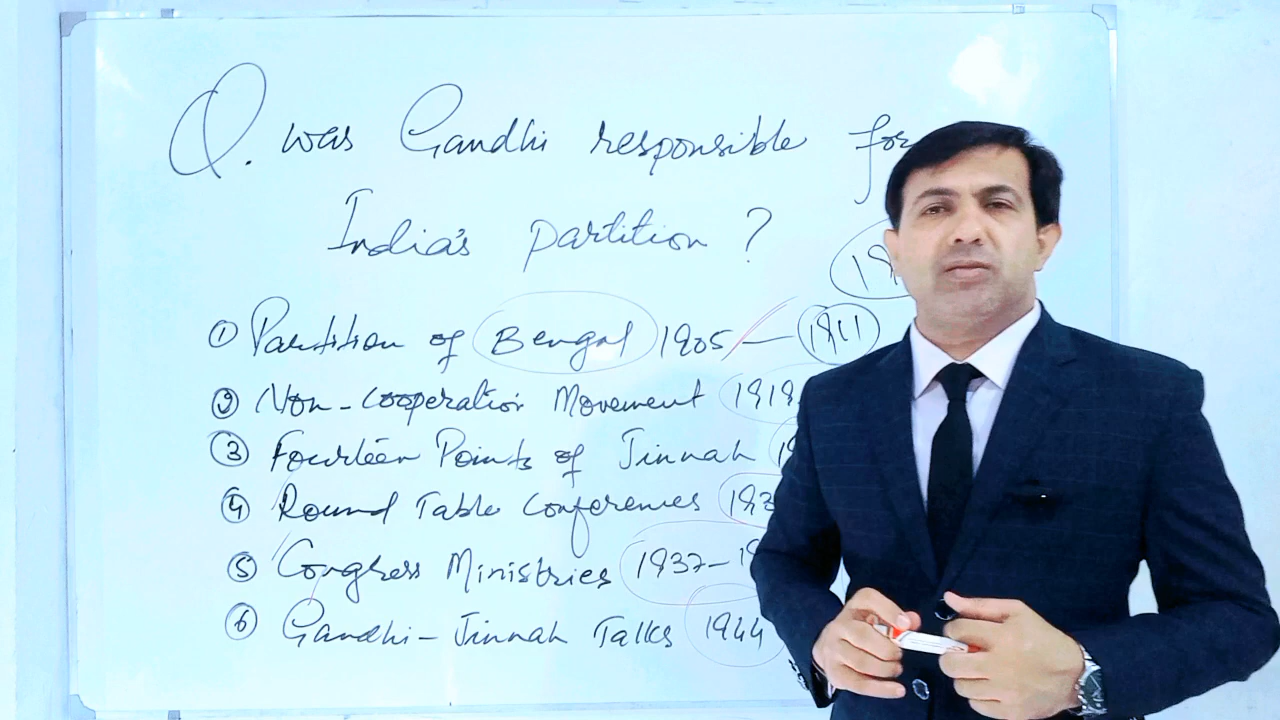 Q. was Gandhi responsible for
India's partition ?
① Partition of Bengal 1905 — 1911
② Non-cooperation Movement 1919
③ Fourteen Points of Jinnah
④ Round Table Conferences
⑤ Congress Ministries 1937-
⑥ Gandhi-Jinnah Talks 1944